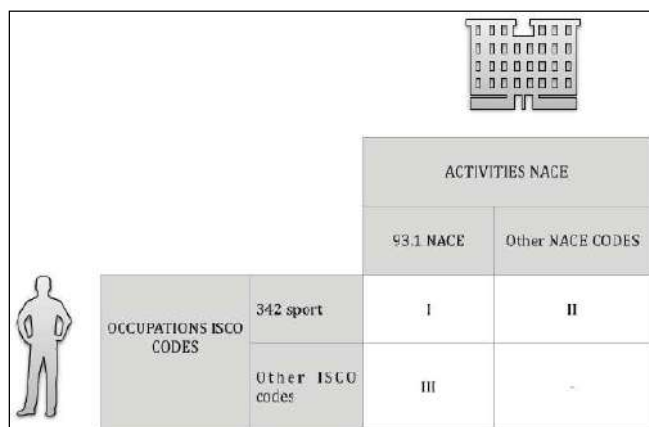 ACTIVITIES NACE
93.1 NACE
Other NACE CODES
OCCUPATIONS ISCO
CODES
342 sport
I
II
Other ISCO
codes
III
-